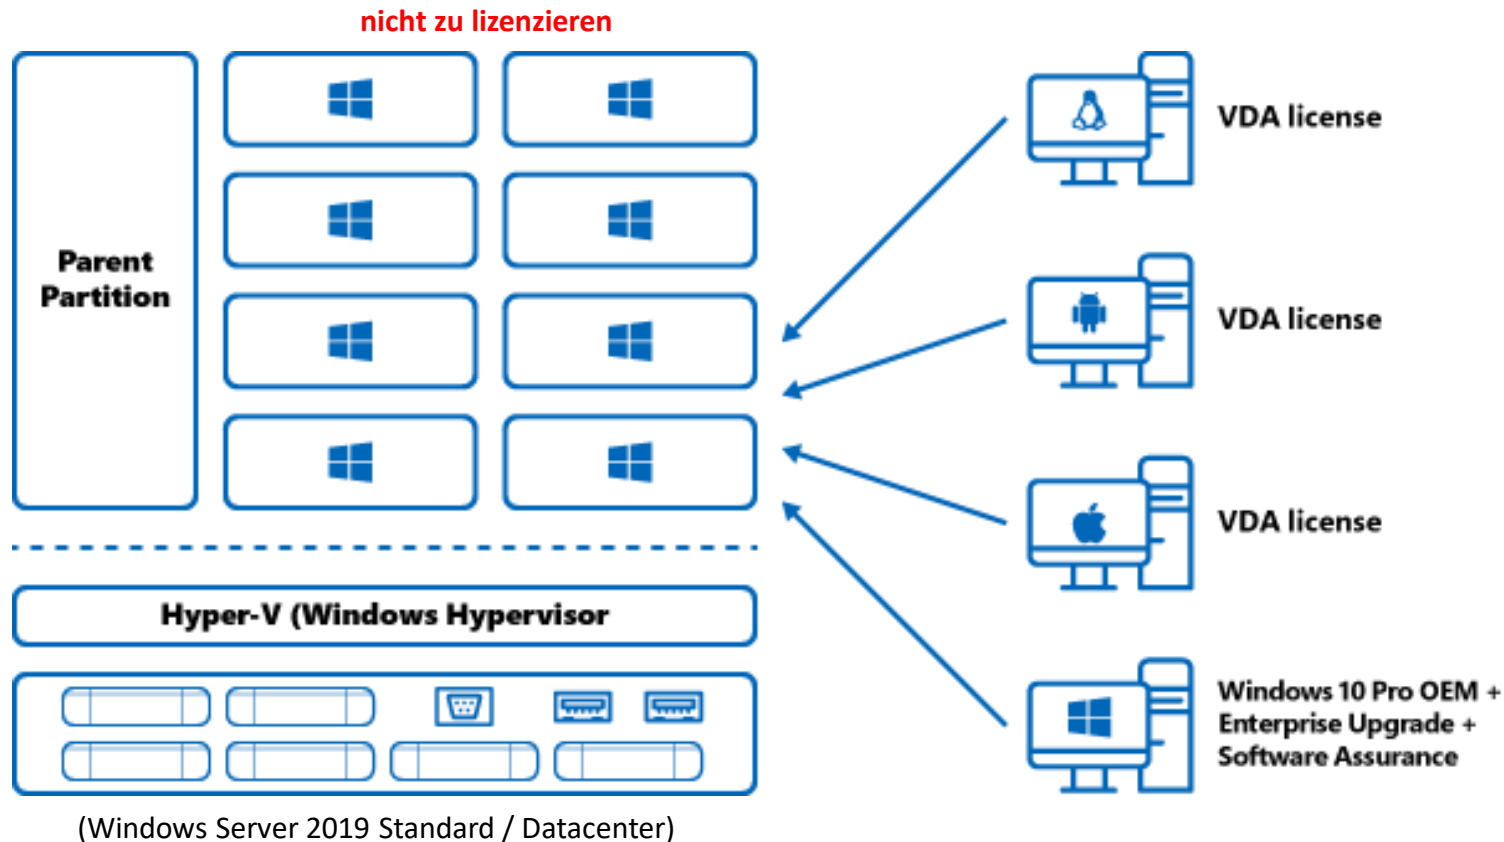 nicht zu lizenzieren
Parent
Partition
Hyper-V (Windows Hypervisor
(Windows Server 2019 Standard / Datacenter)
VDA license
VDA license
VDA license
Windows 10 Pro OEM +
Enterprise Upgrade +
Software Assurance